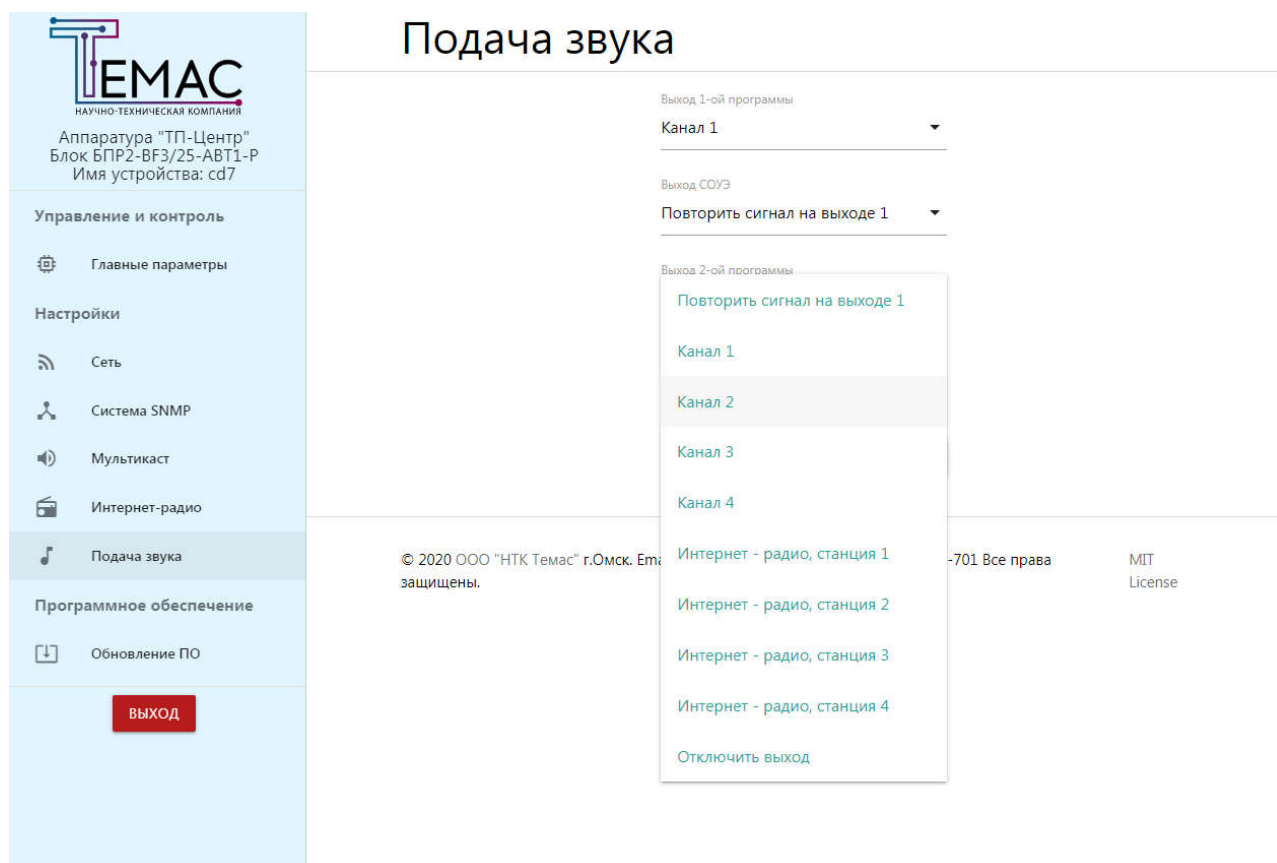 ТЕМАС
НАУЧНО-ТЕХНИЧЕСКАЯ КОМПАНИЯ
Аппаратура "ТП-Центр"
Блок БПР2-BF3/25-АВТ1-Р
Имя устройства: cd7
Управление и контроль
Главные параметры
Настройки
Сеть
Система SNMP
Мультикаст
Интернет-радио
Подача звука
Программное обеспечение
Обновление ПО
ВЫХОД
Подача звука
Выход 1-ой программы
Канал 1
Выход СОУЭ
Повторить сигнал на выходе 1
Выход 2-ой программы
Повторить сигнал на выходе 1
Канал 1
Канал 2
Канал 3
Канал 4
Интернет - радио, станция 1
Интернет - радио, станция 2
Интернет - радио, станция 3
Интернет - радио, станция 4
Отключить выход
© 2020 ООО "НТК Темас" г.Омск. -701 Все права
защищены.
MIT
License